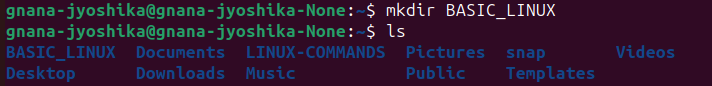 gnana-jyoshika@gnana-jyoshika-None:~$ mkdir BASIC_LINUX
gnana-jyoshika@gnana-jyoshika-None:~$ ls
BASIC_LINUX  Documents  LINUX-COMMANDS  Pictures  snap  Videos
Desktop  Downloads  Music  Public  Templates